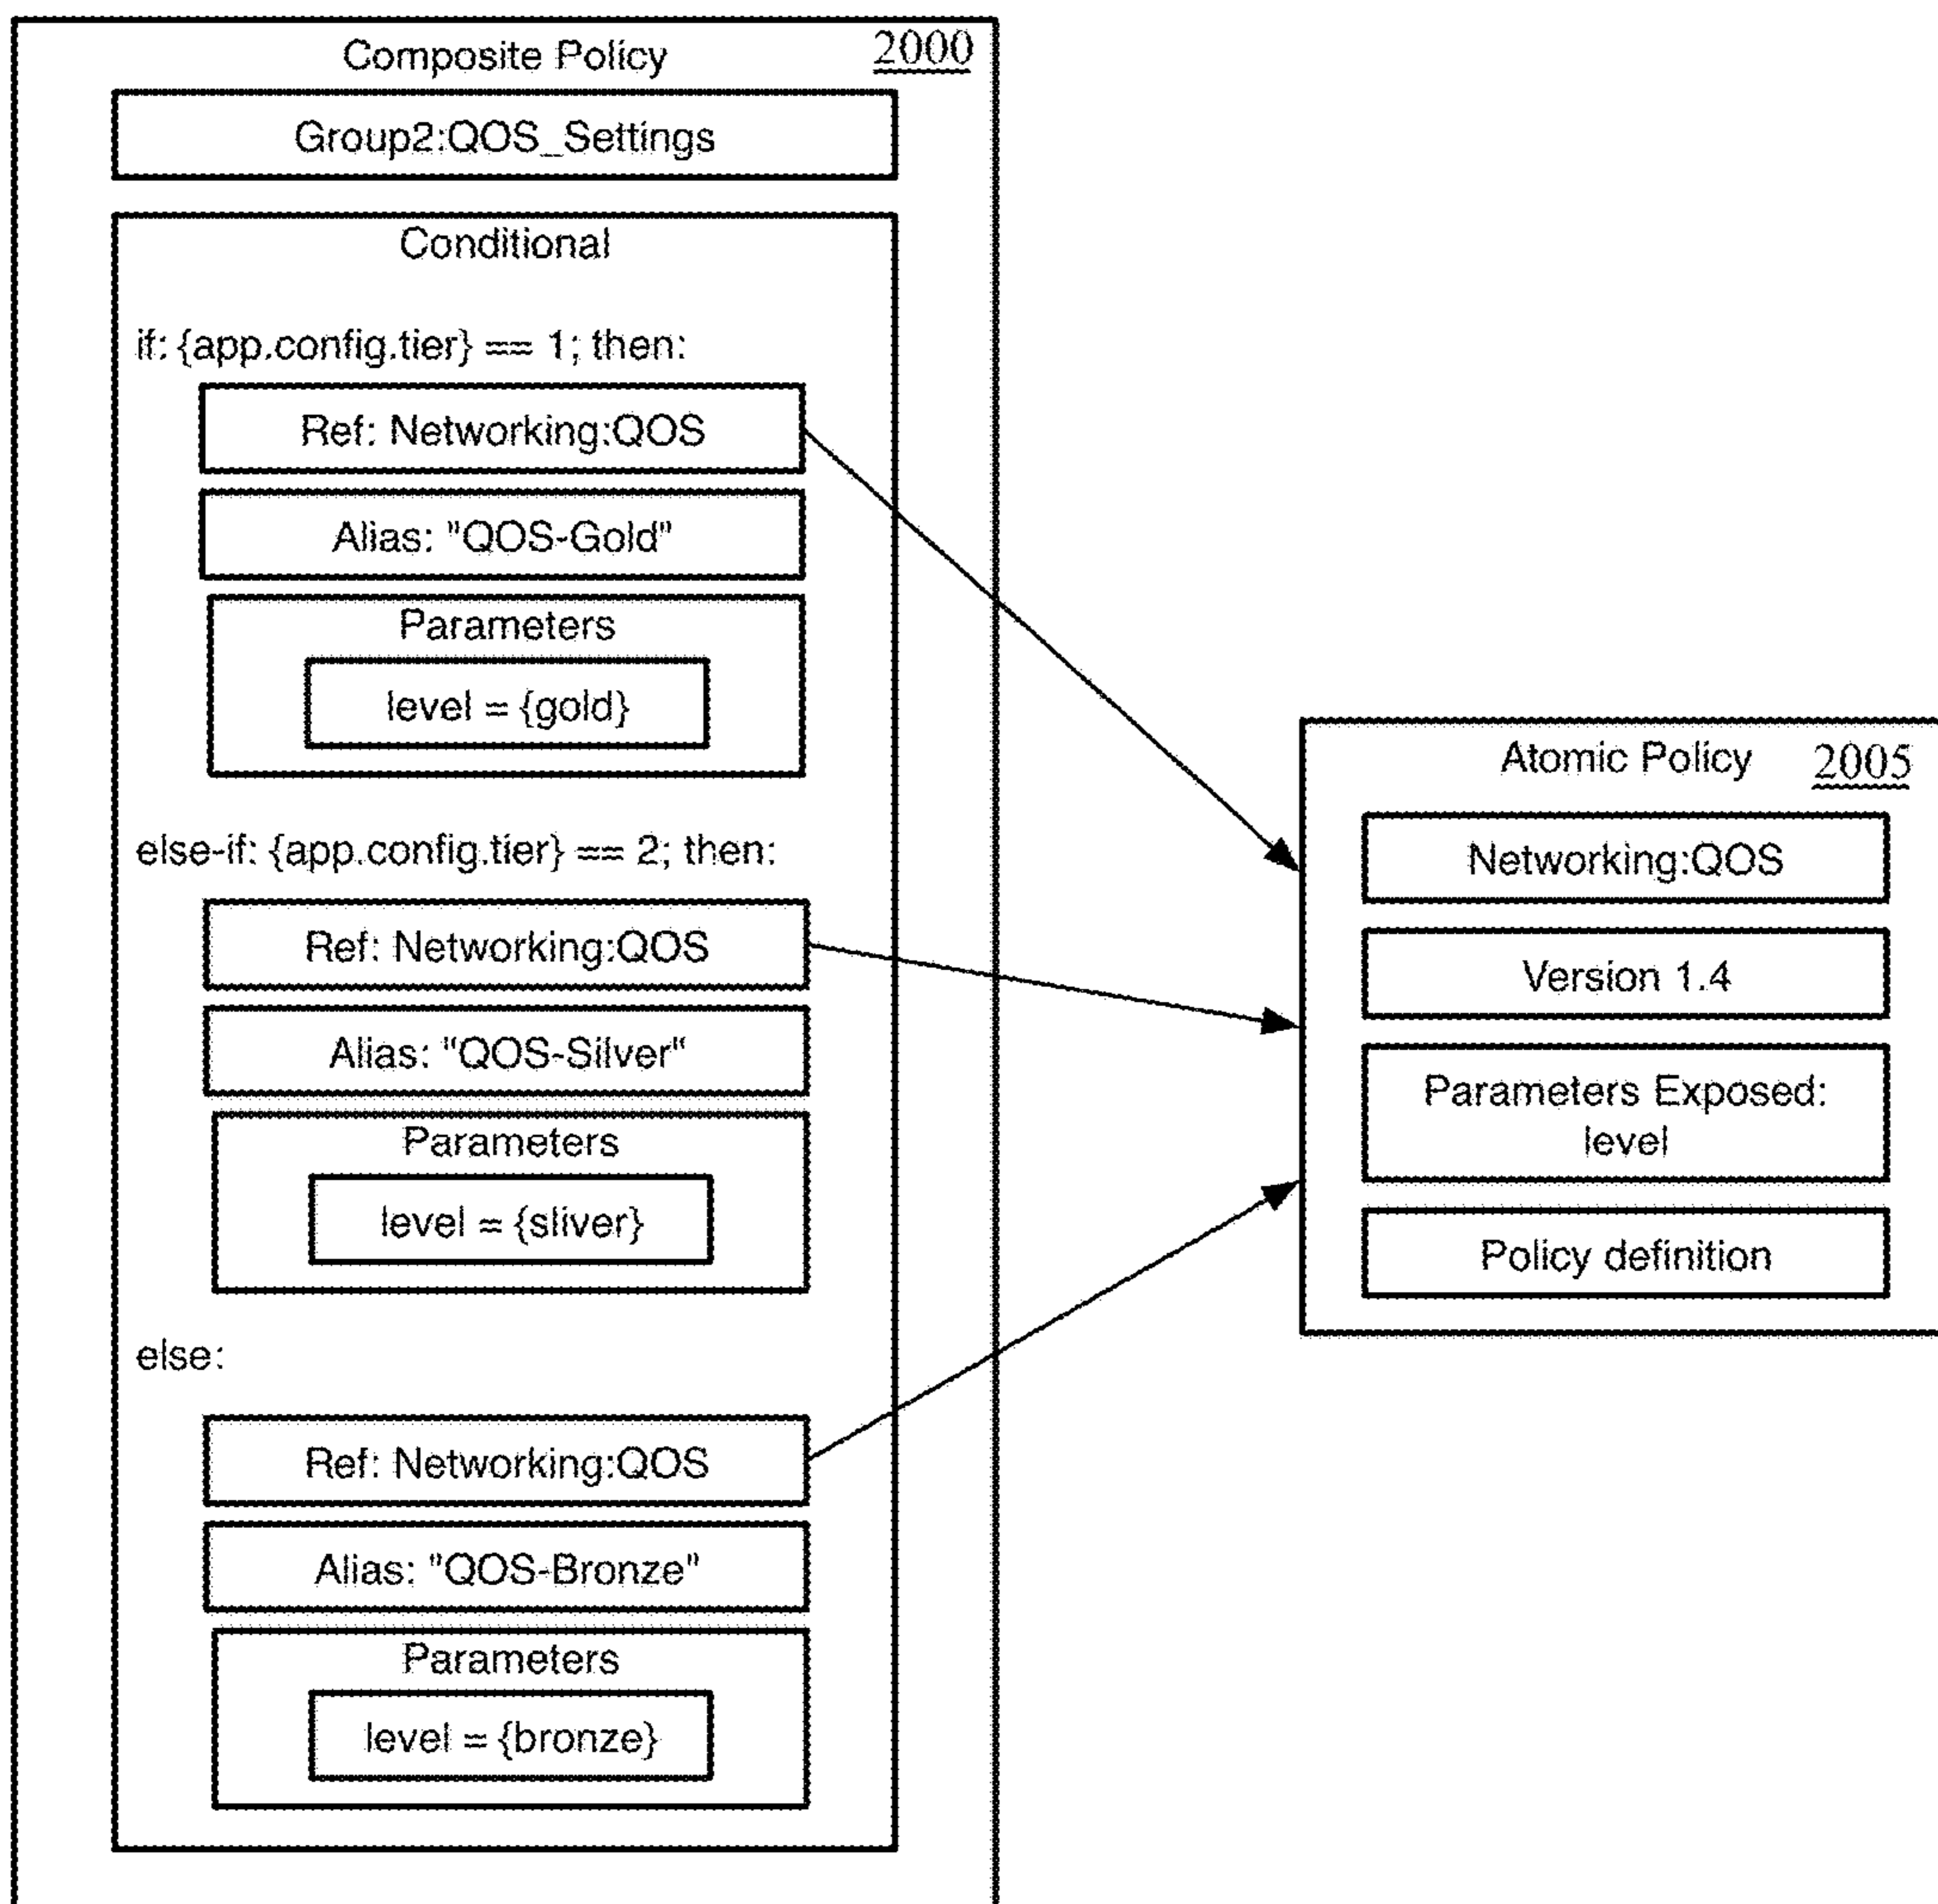 Composite Policy 2000
Group2:QOS_Settings
Conditional
if: {app.config.tier} == 1; then:
Ref: Networking:QOS
Alias: "QOS-Gold"
Parameters
level = {gold}
else-if: {app.config.tier} == 2; then:
Ref: Networking:QOS
Alias: "QOS-Silver"
Parameters
level = {sliver}
else:
Ref: Networking:QOS
Alias: "QOS-Bronze"
Parameters
level = {bronze}
Atomic Policy 2005
Networking:QOS
Version 1.4
Parameters Exposed:
level
Policy definition